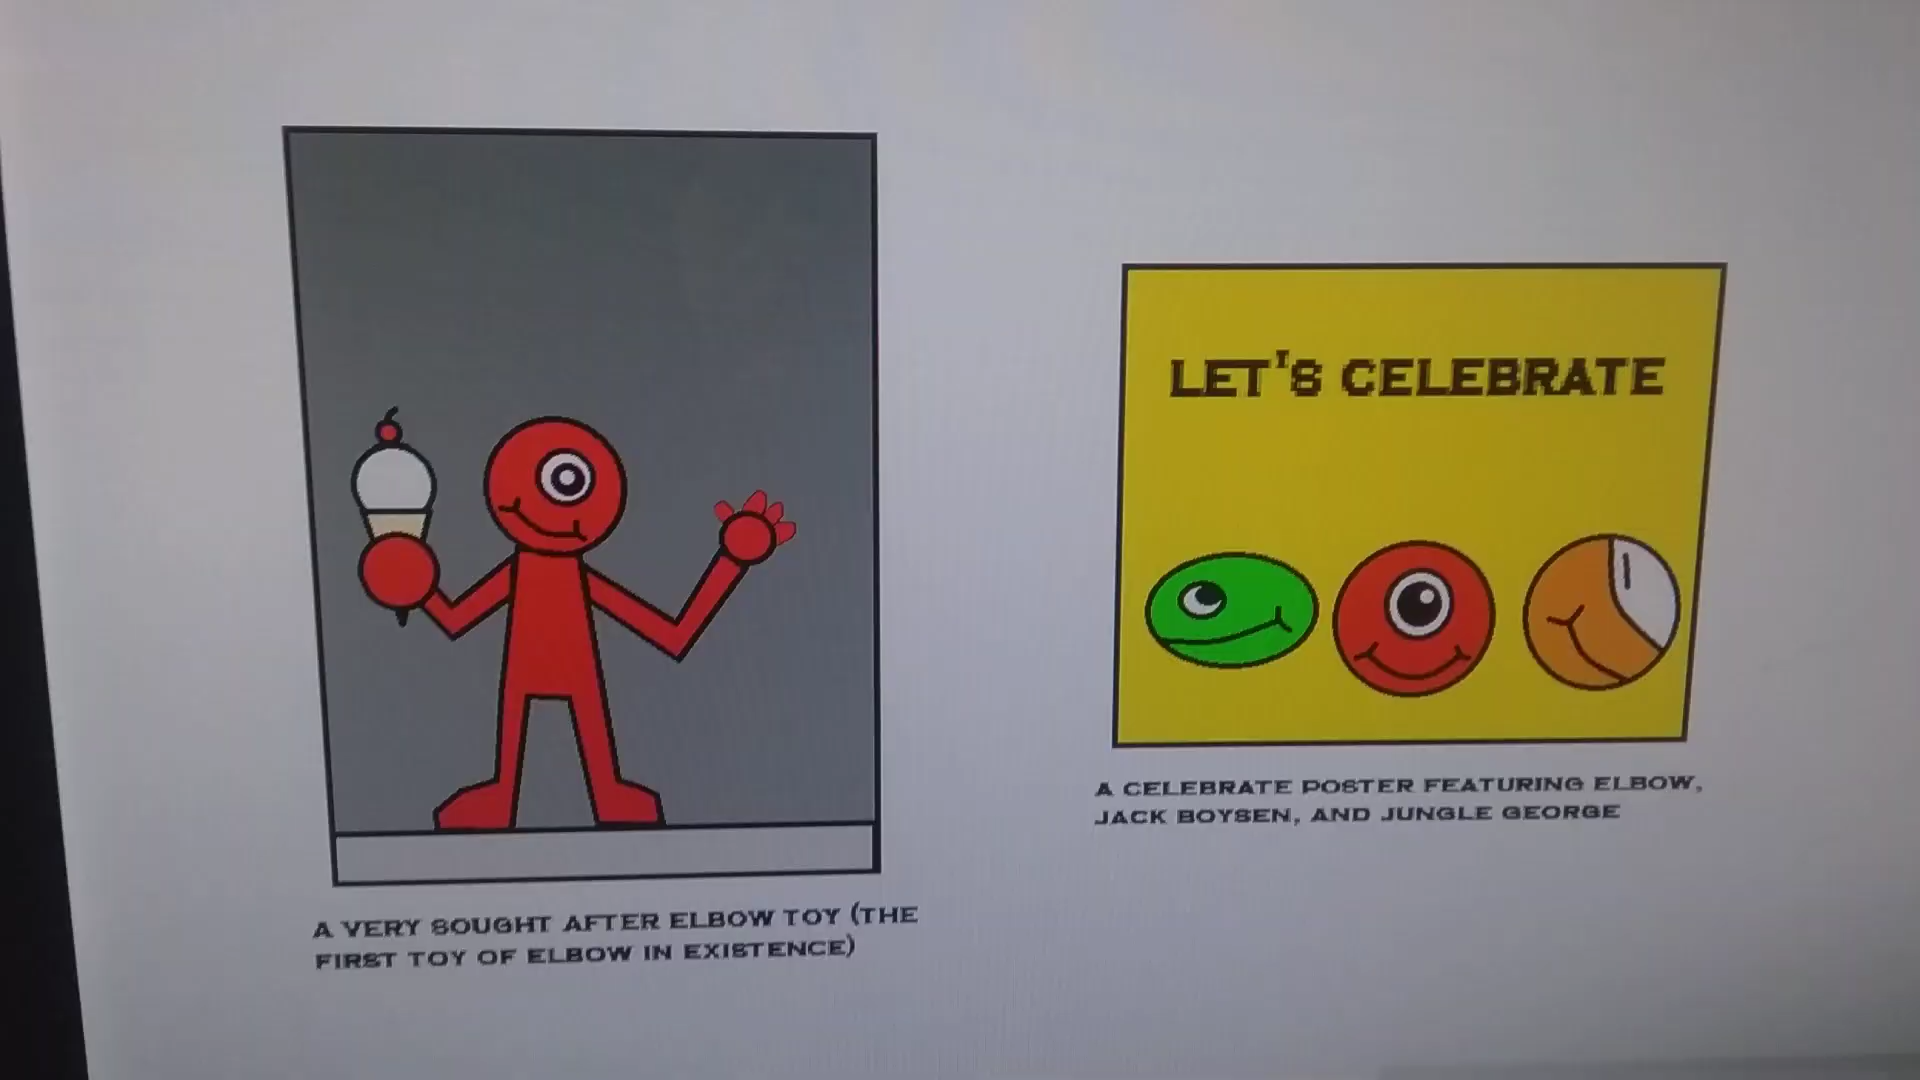 LET'S CELEBRATE
A CELEBRATE POSTER FEATURING ELBOW,
JACK BOYSEN, AND JUNGLE GEORGE
A VERY SOUGHT AFTER ELBOW TOY (THE
FIRST TOY OF ELBOW IN EXISTENCE)